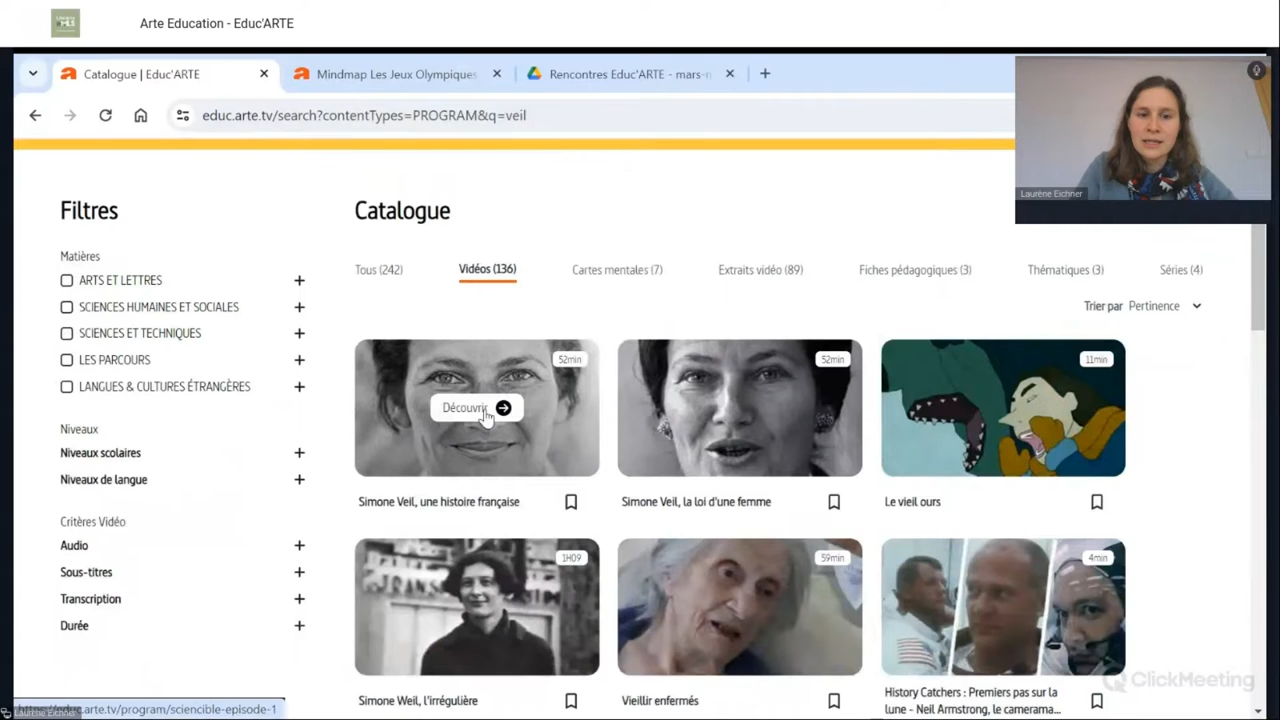 Arte Education - Educ'ARTE
Catalogue | Educ'ARTE
Mindmap Les Jeux Olympiques
Rencontres Educ'ARTE - mars-
educ.arte.tv/search?contentTypes=PROGRAM&q=veil
Laurène Eichner
Filtres
Catalogue
Matières
ARTS ET LETTRES
SCIENCES HUMAINES ET SOCIALES
SCIENCES ET TECHNIQUES
LES PARCOURS
LANGUES & CULTURES ÉTRANGÈRES
Niveaux
Niveaux scolaires
Niveaux de langue
Critères Vidéo
Audio
Sous-titres
Transcription
Durée
Tous (242)
Vidéos (136)
Cartes mentales (7)
Extraits vidéo (89)
Fiches pédagogiques (3)
Thématiques (3)
Séries (4)
Trier par Pertinence
52min
Découvrir
52min
11min
Simone Veil, une histoire française
Simone Veil, la loi d'une femme
Le vieil ours
1H09
59min
4min
Simone Weil, l'irrégulière
Vieillir enfermés
History Catchers : Premiers pas sur la
lune - Neil Armstrong, le camerama...
ClickMeeting
https://educ.arte.tv/program/sciencible-episode-1
Laurène Eichner